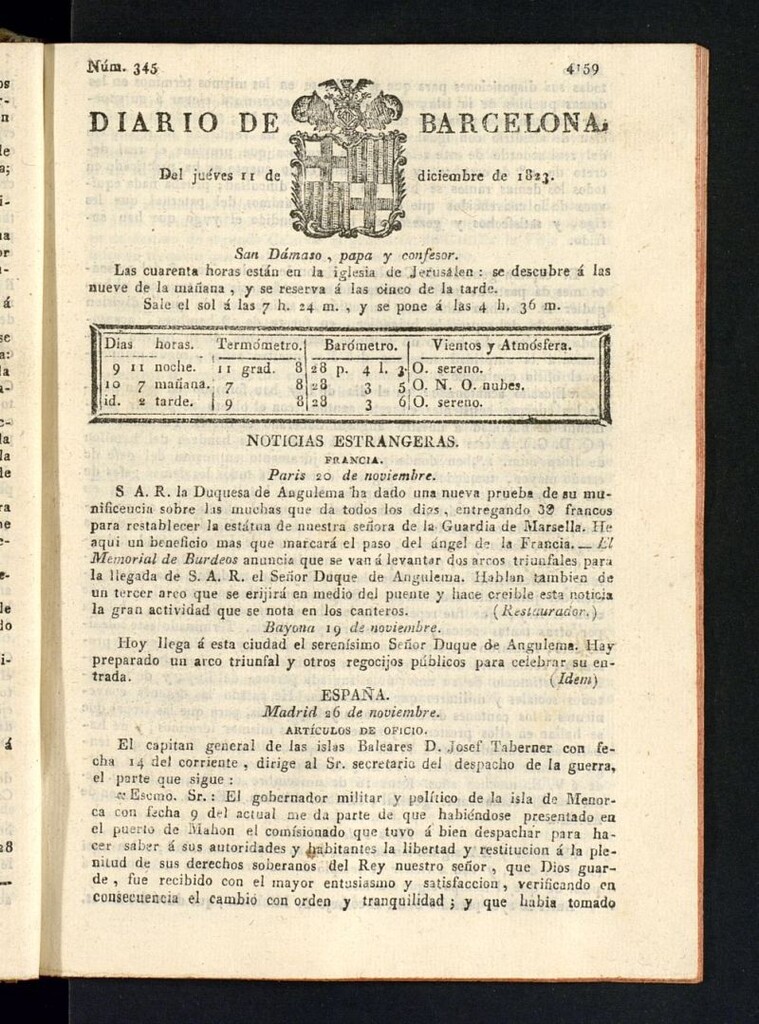 Núm. 345 4159
DIARIO DE BARCELONA,
Del juéves 11 de diciembre de 1823.
San Dámaso, papa y confesor.
Las cuarenta horas están en la iglesia de Jerusálen : se descubre á las
nueve de la mañana, y se reserva á las cinco de la tarde.
Sale el sol á las 7 h. 24 m., y se pone á las 4 h. 36 m.
Dias horas. Termómetro. Barómetro. Vientos y Atmósfera.
9 11 noche. 11 grad. 8 28 p. 4 l. 3 O. sereno.
10 7 mañana. 7 8 28 3 5 O. N. O. nubes.
id. 2 tarde. 9 8 28 3 6 O. sereno.
NOTICIAS ESTRANGERAS.
FRANCIA.
Paris 20 de noviembre.
S A. R. la Duquesa de Angulema ha dado una nueva prueba de su mu-
nificencia sobre las muchas que da todos los dias, entregando francos
para restablecer la estátua de nuestra señora de la Guardia de Marsella. He
aqui un beneficio mas que marcará el paso del ángel de la Francia. — El
Memorial de Burdeos anuncia que se van á levantar dos arcos triunfales para
la llegada de S. A. R. el Señor Duque de Angulema. Hablan tambien de
un tercer arco que se erijirá en medio del puente y hace creible esta noticia
la gran actividad que se nota en los canteros. (Restaurador.)
Bayona 19 de noviembre.
Hoy llega á esta ciudad el serenísimo Señor Duque de Angulema. Hay
preparado un arco triunfal y otros regocijos públicos para celebrar su en-
trada. (Idem)
ESPAÑA.
Madrid 26 de noviembre.
ARTÍCULOS DE OFICIO.
El capitan general de las islas Baleares D. Josef Taberner con fe-
cha 14 del corriente, dirige al Sr. secretario del despacho de la guerra,
el parte que sigue :
« Escmo. Sr. : El gobernador militar y político de la isla de Menor-
ca con fecha 9 del actual me da parte de que habiéndose presentado en
el puerto de Mahon el comisionado que tuvo á bien despachar para ha-
cer saber á sus autoridades y habitantes la libertad y restitucion á la ple-
nitud de sus derechos soberanos del Rey nuestro señor, que Dios guar-
de, fue recibido con el mayor entusiasmo y satisfaccion, verificando en
consecuencia el cambio con orden y tranquilidad ; y que habia tomado